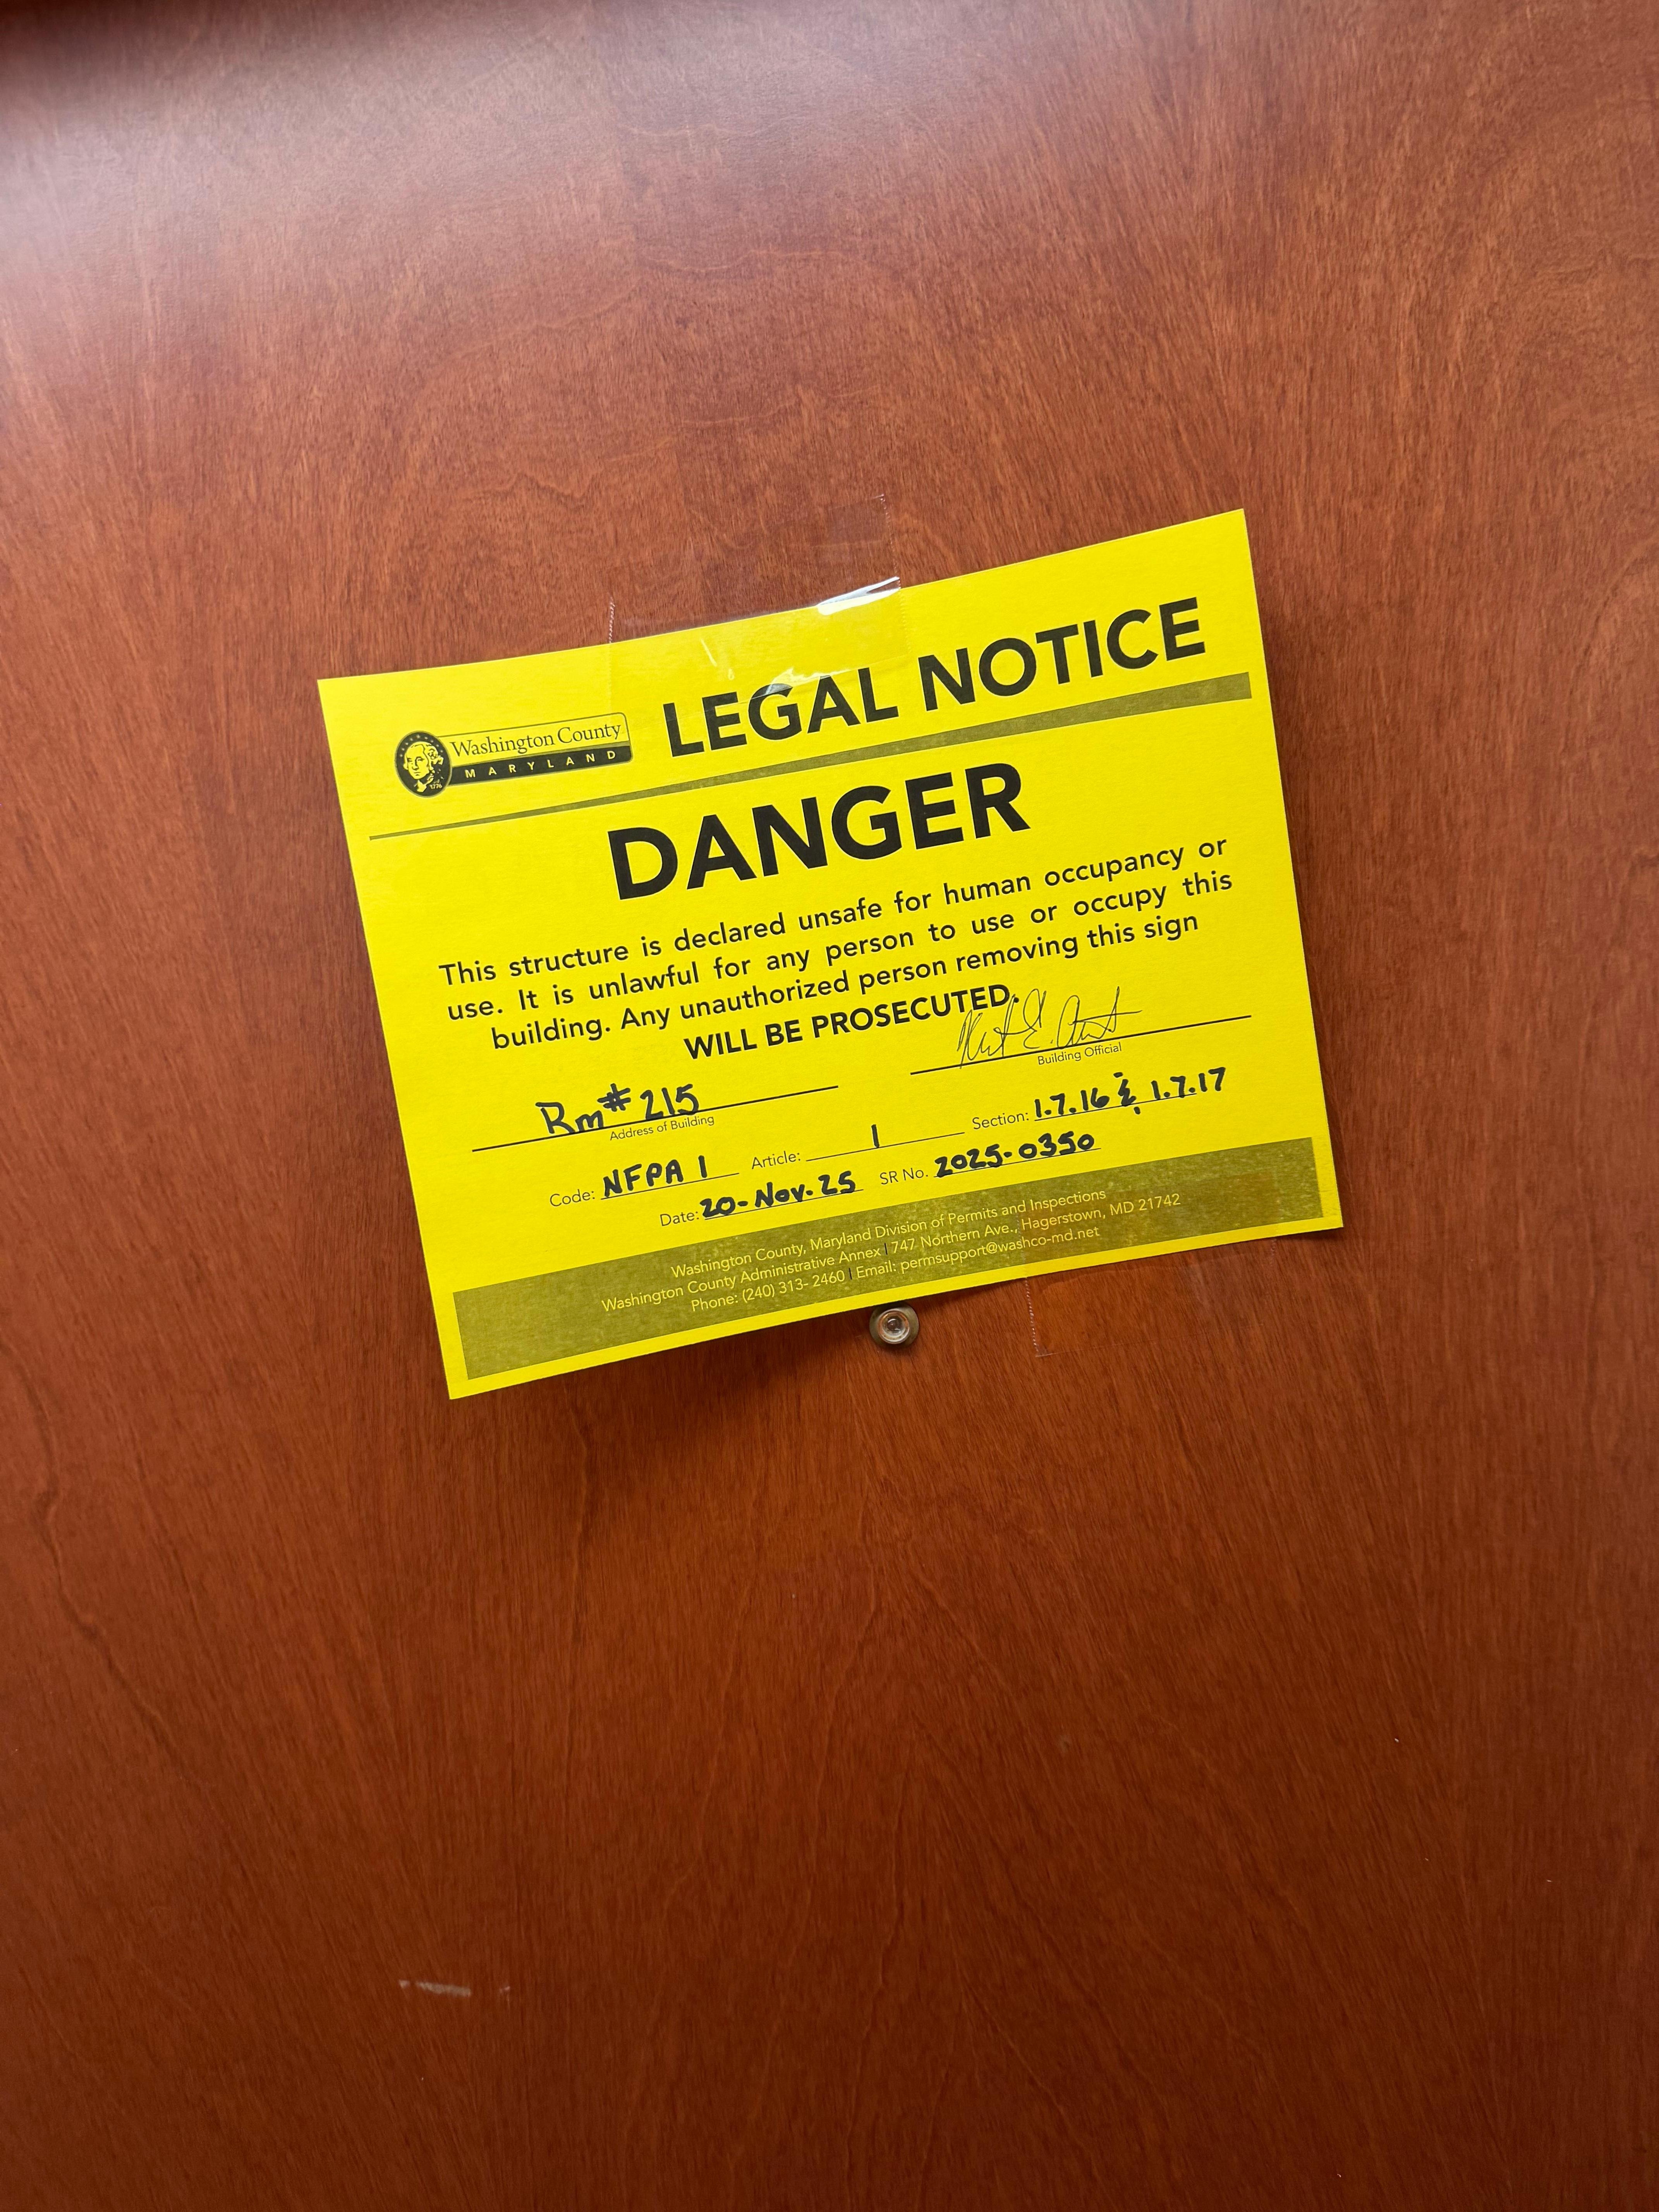 Washington County
MARYLAND
1776
LEGAL NOTICE
DANGER
This structure is declared unsafe for human occupancy or
use. It is unlawful for any person to use or occupy this
building. Any unauthorized person removing this sign
WILL BE PROSECUTED.
Rm# 215
Address of Building
Building Official
Code: NFPA 1 Article: 1 Section: 1.7.16 & 1.7.17
Date: 20-Nov-25 SR No. 2025-0350
Washington County, Maryland Division of Permits and Inspections
Washington County Administrative Annex | 747 Northern Ave., Hagerstown, MD 21742
Phone: (240) 313- 2460 | Email: permsupport@washco-md.net